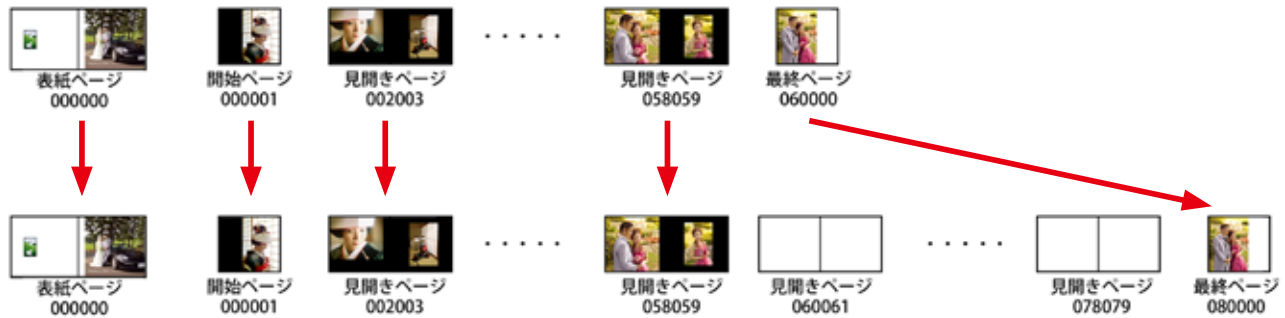 表紙ページ
000000
開始ページ
000001
見開きページ
002003
・・・・・
見開きページ
058059
最終ページ
060000
表紙ページ
000000
開始ページ
000001
見開きページ
002003
・・・・・
見開きページ
058059
見開きページ
060061
・・・・・
見開きページ
078079
最終ページ
080000